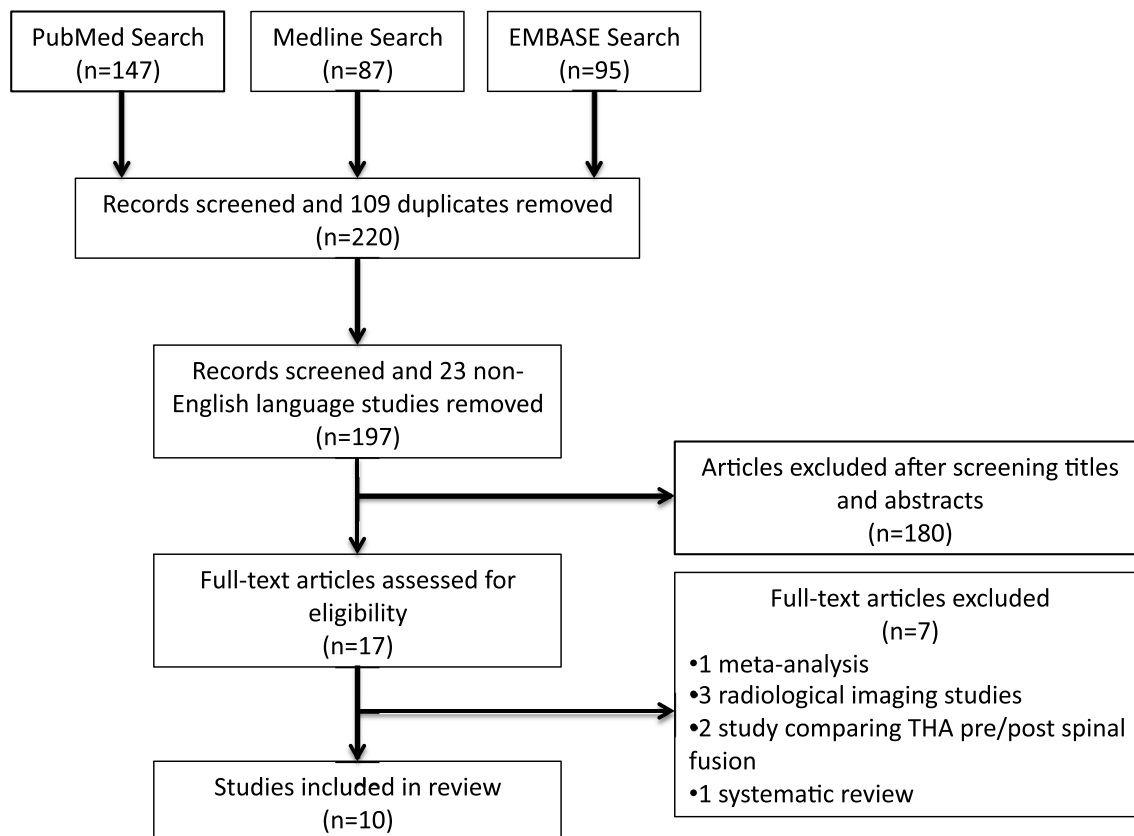 PubMed Search
(n=147)
Medline Search
(n=87)
EMBASE Search
(n=95)
Records screened and 109 duplicates removed
(n=220)
Records screened and 23 non-
English language studies removed
(n=197)
Articles excluded after screening titles
and abstracts
(n=180)
Full-text articles assessed for
eligibility
(n=17)
Full-text articles excluded
(n=7)
•1 meta-analysis
•3 radiological imaging studies
•2 study comparing THA pre/post spinal
fusion
•1 systematic review
Studies included in review
(n=10)